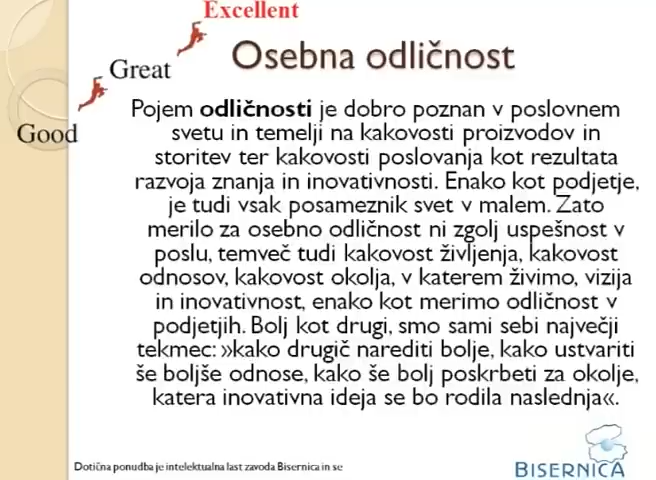 Excellent
Great
Good
Osebna odličnost
Pojem odličnosti je dobro poznan v poslovnem
svetu in temelji na kakovosti proizvodov in
storitev ter kakovosti poslovanja kot rezultata
razvoja znanja in inovativnosti. Enako kot podjetje,
je tudi vsak posameznik svet v malem. Zato
merilo za osebno odličnost ni zgolj uspešnost v
poslu, temveč tudi kakovost življenja, kakovost
odnosov, kakovost okolja, v katerem živimo, vizija
in inovativnost, enako kot merimo odličnost v
podjetjih. Bolj kot drugi, smo sami sebi največji
tekmec: »kako drugič narediti bolje, kako ustvariti
še boljše odnose, kako še bolj poskrbeti za okolje,
katera inovativna ideja se bo rodila naslednja«.
Dotična ponudba je intelektualna last zavoda Bisernica in se
BISERNICA